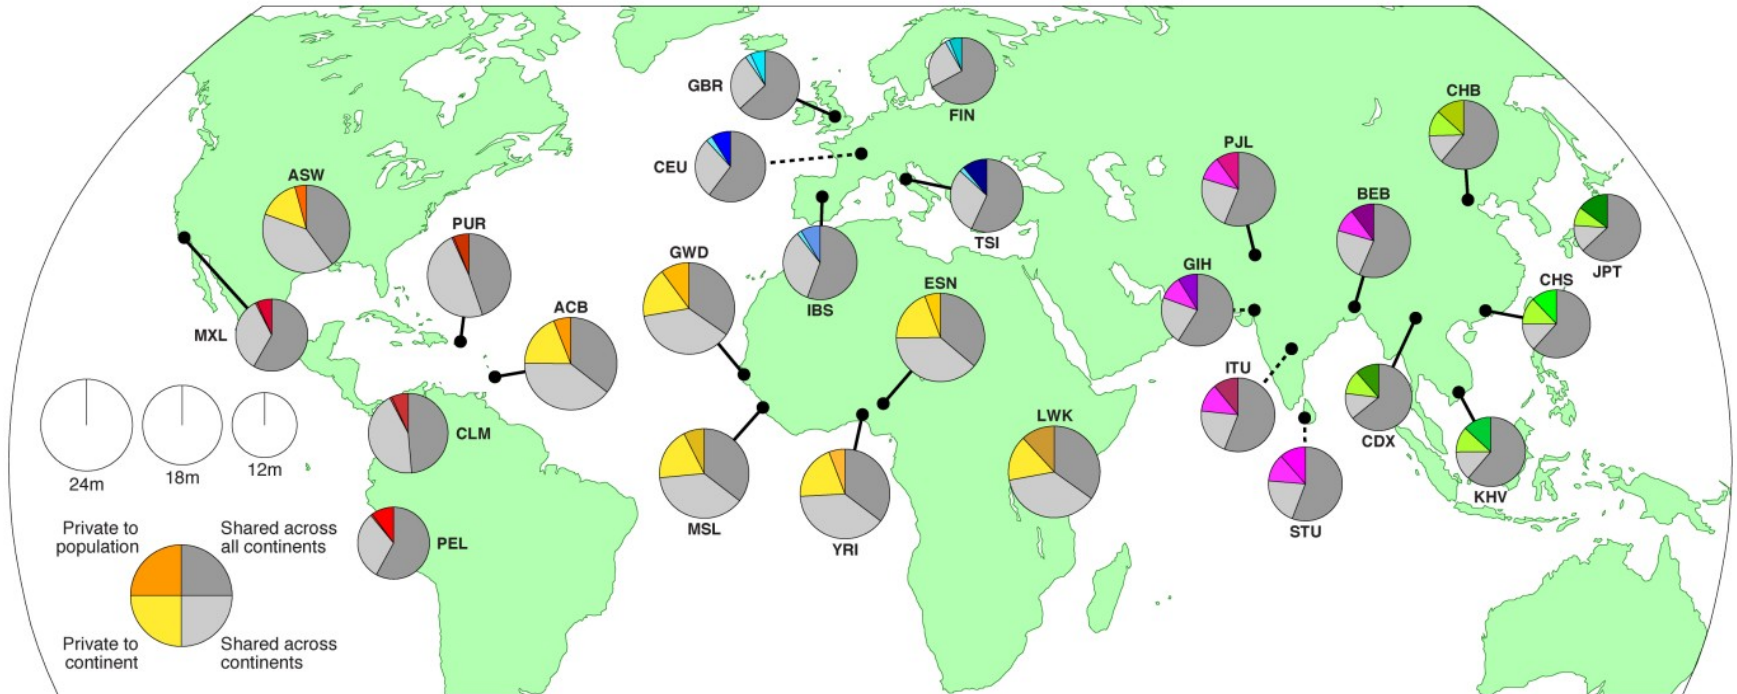 GBR
FIN
CHB
CEU
PJL
ASW
BEB
PUR
TSI
GWD
GIH
JPT
ESN
CHS
IBS
ACB
MXL
ITU
LWK
CLM
CDX
24m
18m
12m
KHV
MSL
STU
PEL
YRI
Private to
population
Shared across
all continents
Private to
continent
Shared across
continents